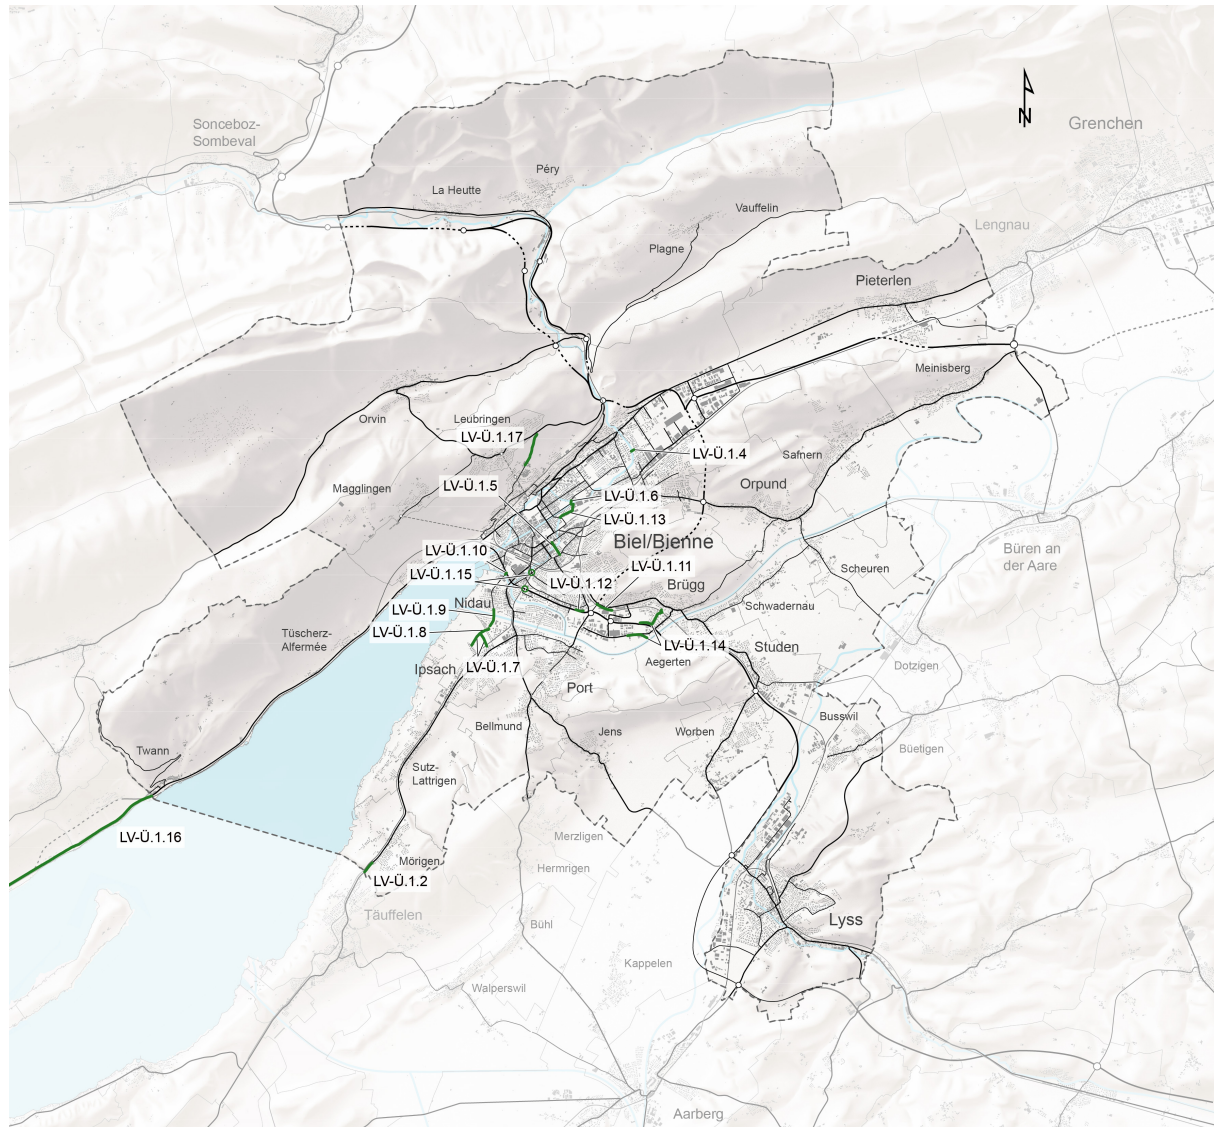 Sonceboz-
Sombeval
N
Grenchen
Péry
La Heutte
Vauffelin
Lengnau
Plagne
Pieterlen
Meinisberg
Orvin
Leubringen
LV-Ü.1.17
LV-Ü.1.4
Safnern
Magglingen
LV-Ü.1.5
Orpund
LV-Ü.1.6
LV-Ü.1.13
Biel/Bienne
LV-Ü.1.10
Büren an
der Aare
LV-Ü.1.11
Scheuren
LV-Ü.1.15
LV-Ü.1.12
Brügg
Nidau
LV-Ü.1.9
Schwadernau
LV-Ü.1.8
Tüscherz-
Alfermée
LV-Ü.1.14
Studen
Aegerten
Dotzigen
Ipsach
LV-Ü.1.7
Port
Busswil
Bellmund
Jens
Worben
Büetigen
Twann
Sutz-
Lattrigen
LV-Ü.1.16
Merzligen
Mörigen
Hermrigen
LV-Ü.1.2
Täuffelen
Bühl
Lyss
Kappelen
Walperswil
Aarberg